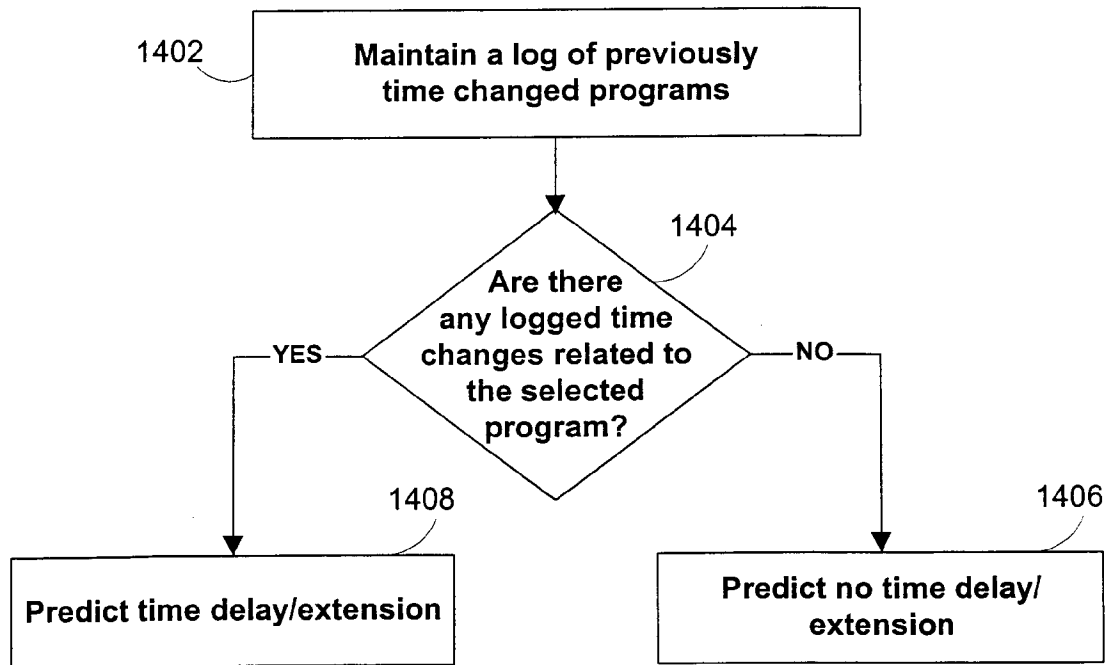 1402
Maintain a log of previously
time changed programs
1404
Are there
any logged time
changes related to
the selected
program?
YES
NO
1408
1406
Predict time delay/extension
Predict no time delay/
extension